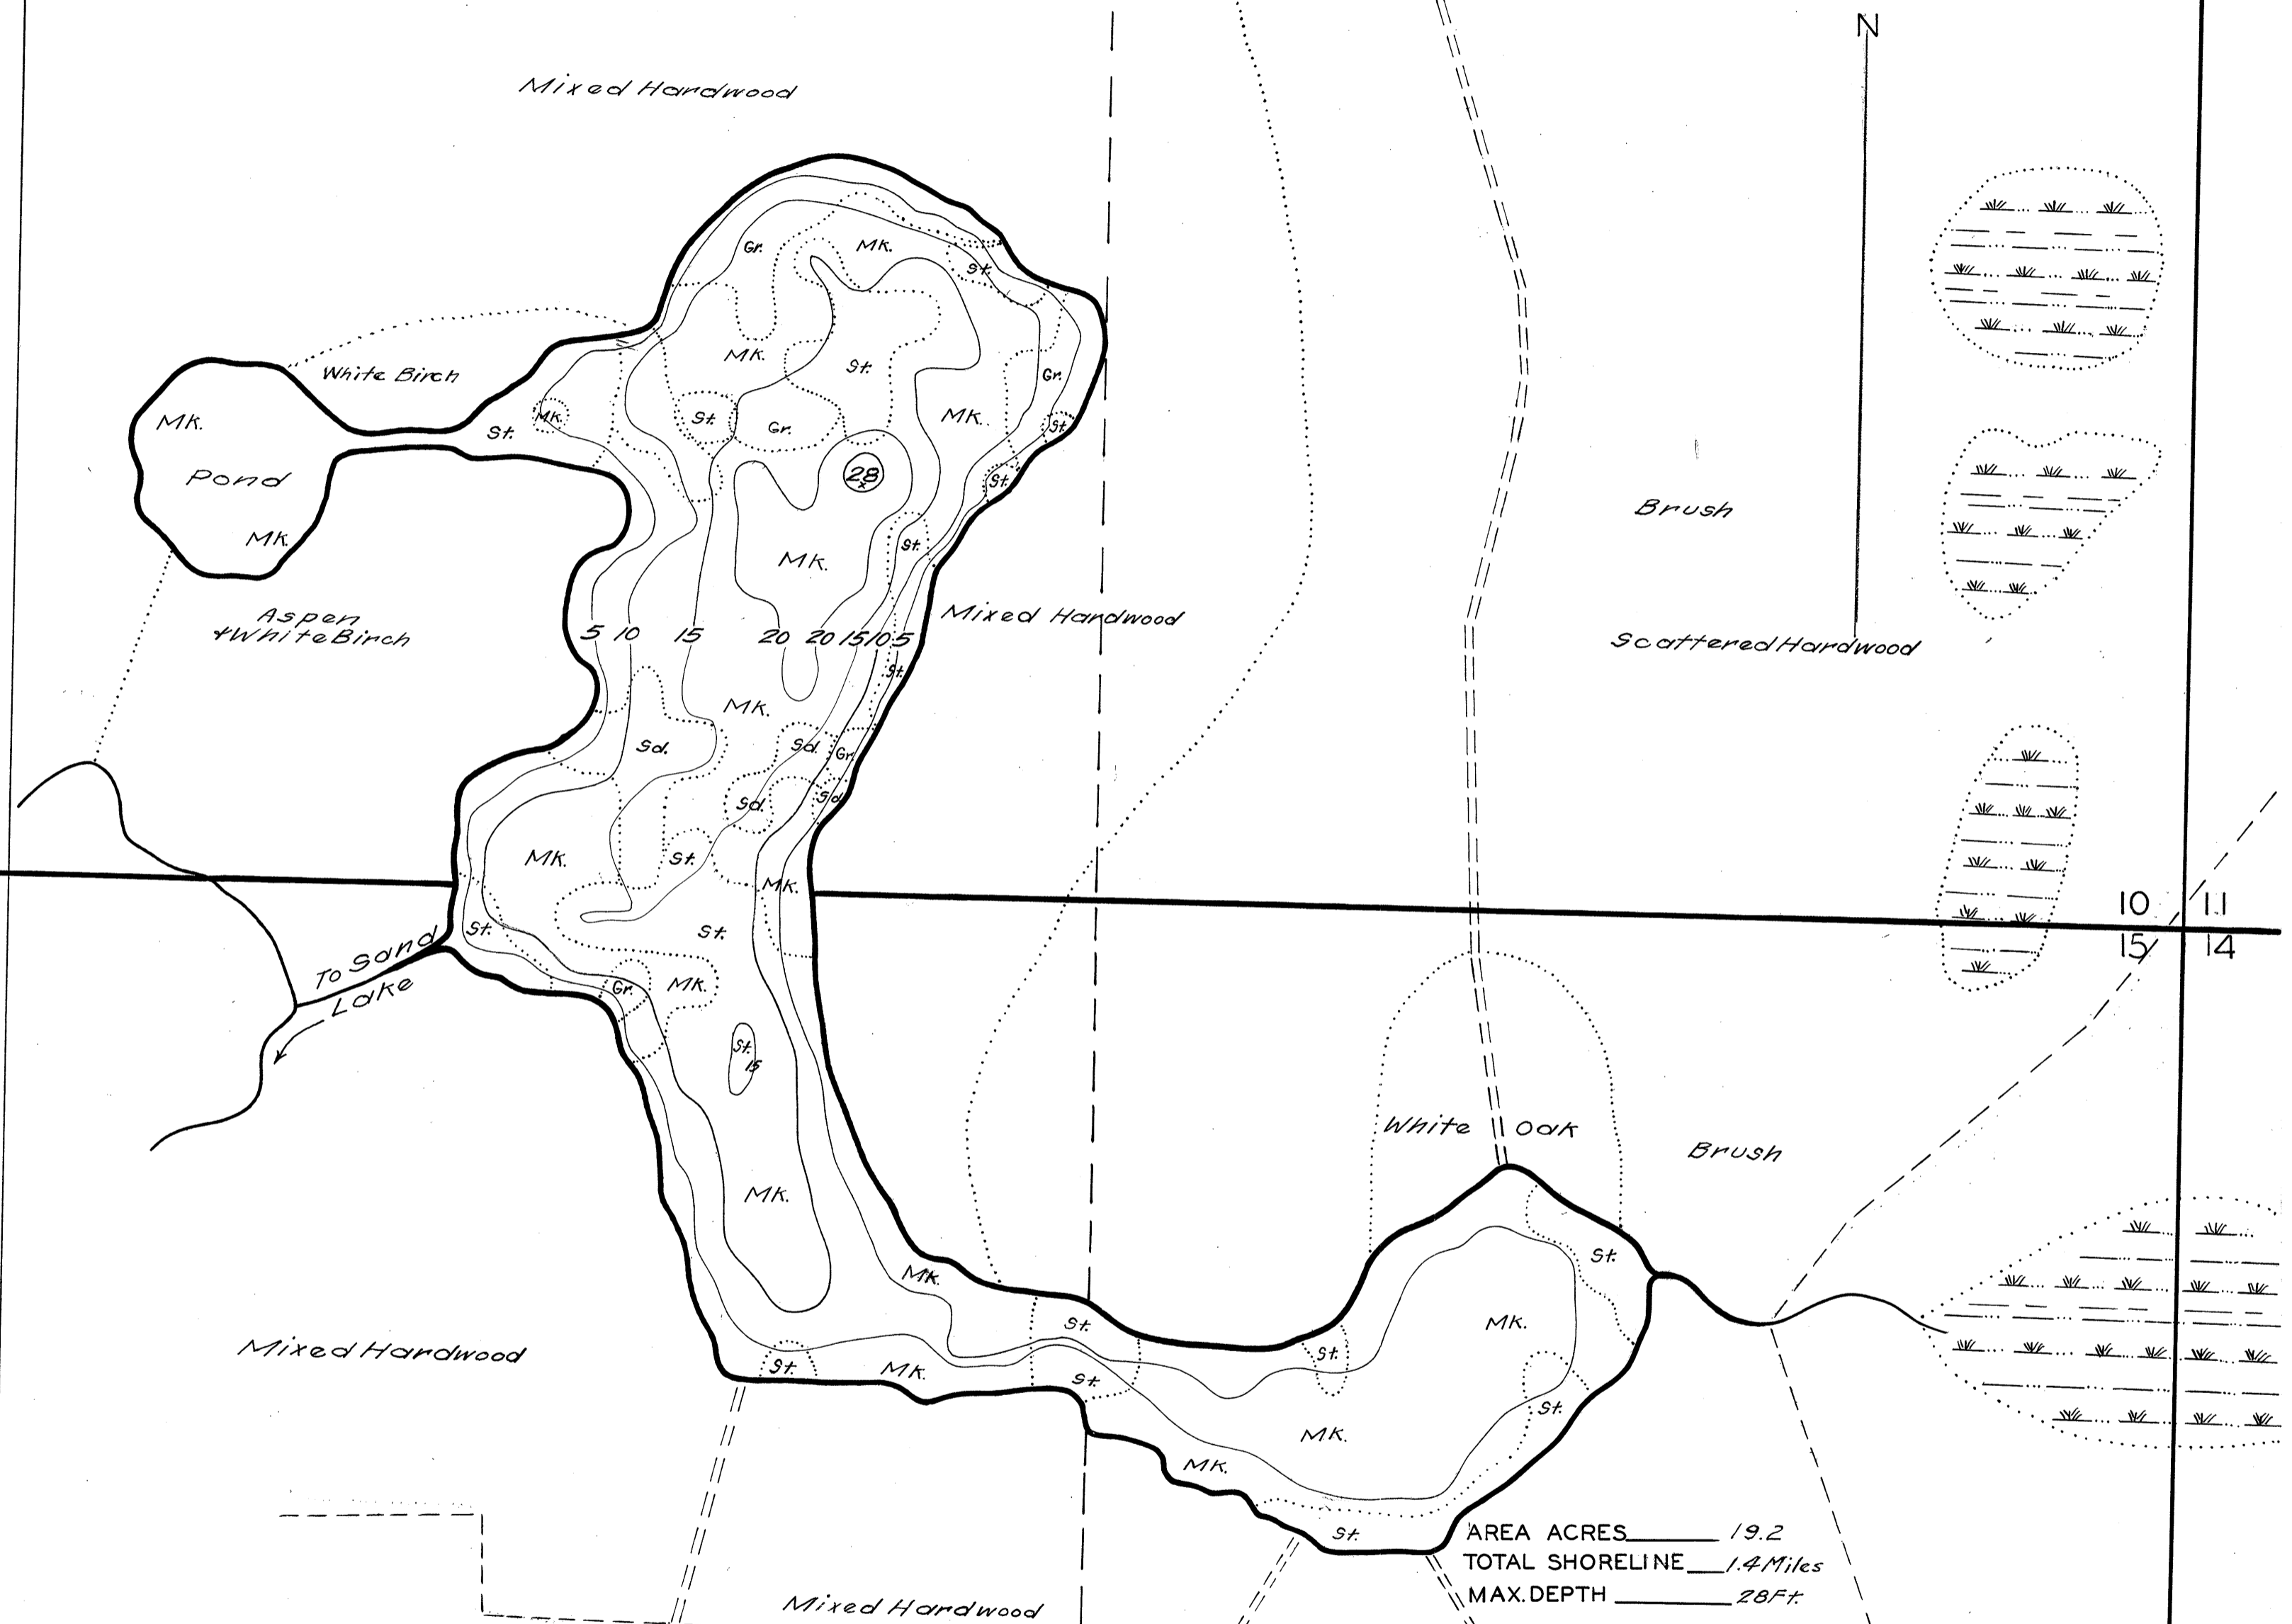 N
Mixed Hardwood
Gr.
MK.
St.
MK.
St.
Gr.
White Birch
MK.
St.
MK.
St.
Gr.
MK.
St.
Pond
28
St.
MK.
MK.
St.
Brush
Aspen
+White Birch
Mixed Hardwood
5 10 15 20 20 15 10 5
Scattered Hardwood
St.
MK.
Sd.
Sd.
Gr.
Sd.
Sd.
MK.
St.
MK.
10 11
15 14
St.
St.
To Sand
Lake
Gr.
MK.
St.
15
White Oak
Brush
MK.
MK.
St.
St.
MK.
Mixed Hardwood
St.
MK.
St.
St.
St.
MK.
MK.
St.
AREA ACRES 19.2
TOTAL SHORELINE 1.4 Miles
MAX. DEPTH 28Ft.
Mixed Hardwood